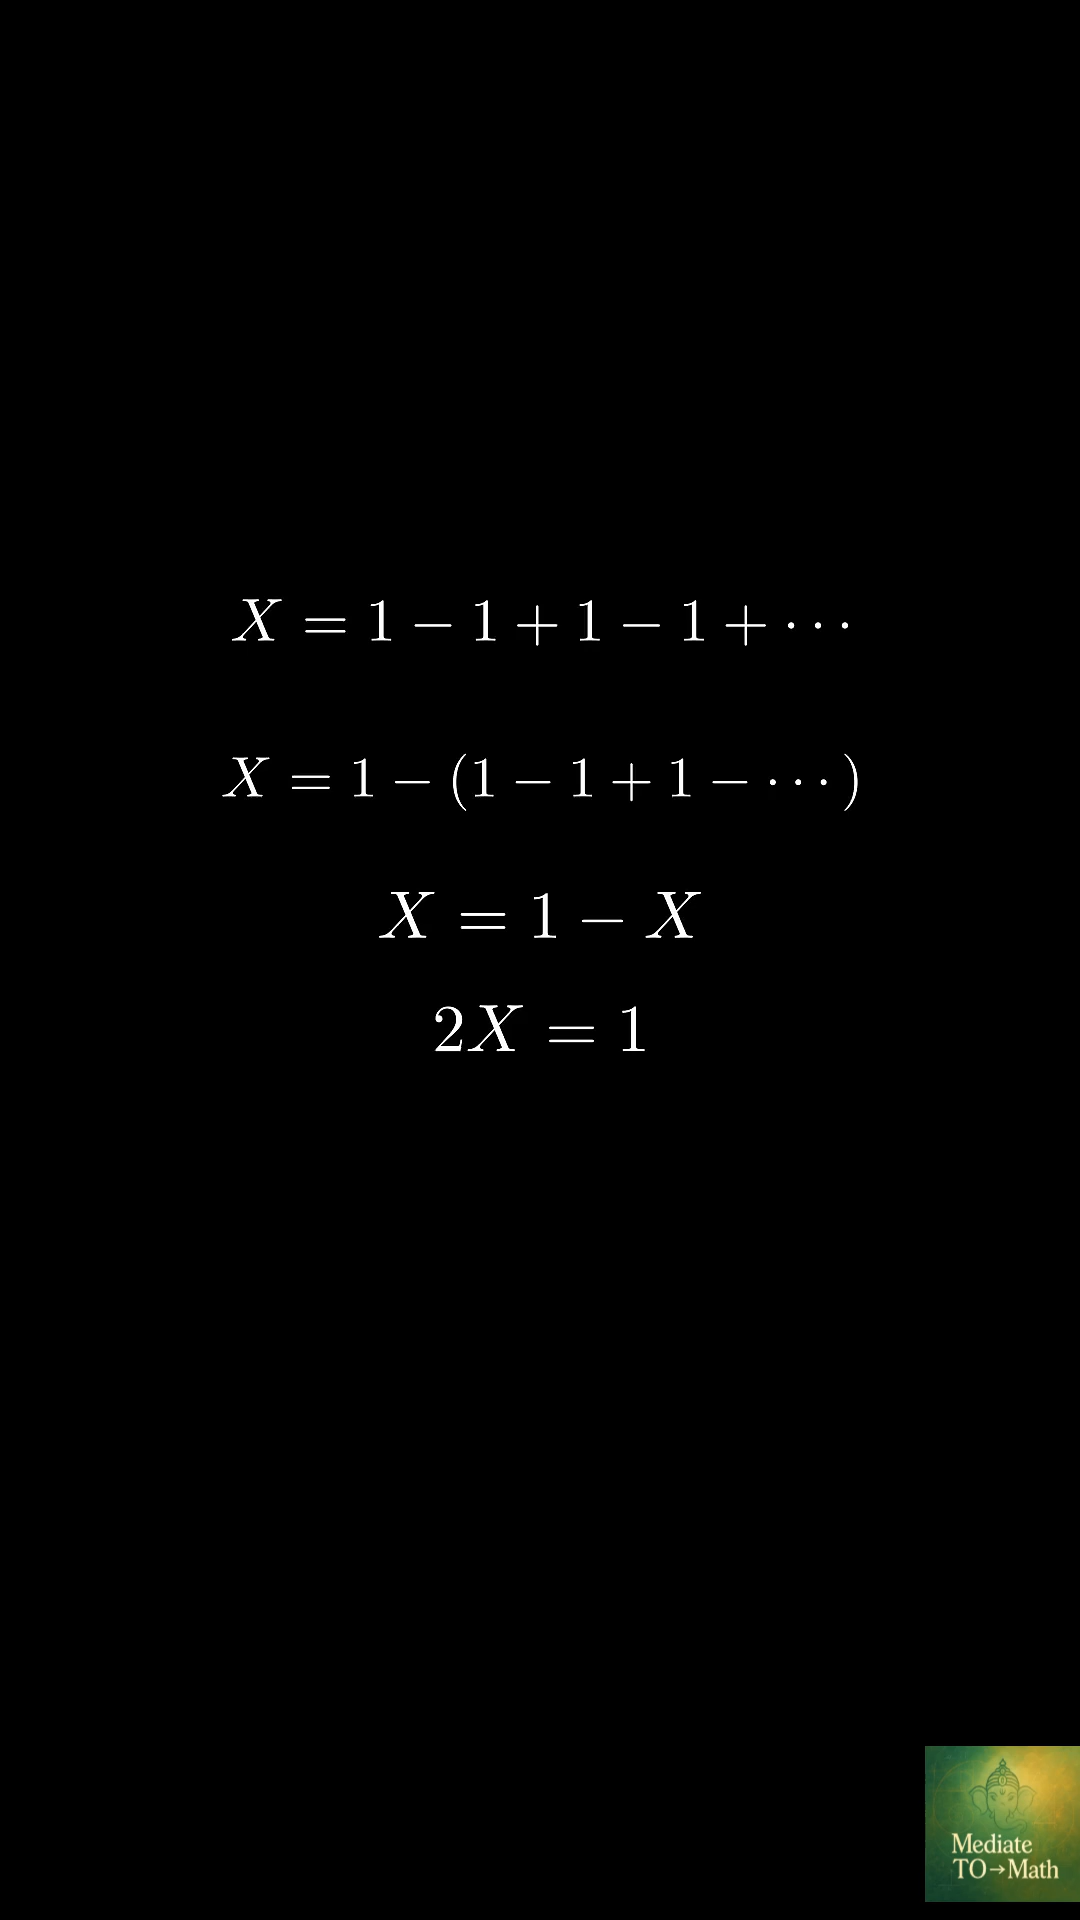 X = 1 − 1 + 1 − 1 + ⋯
X = 1 − (1 − 1 + 1 − ⋯)
X = 1 − X
2X = 1
Mediate
TO→Math